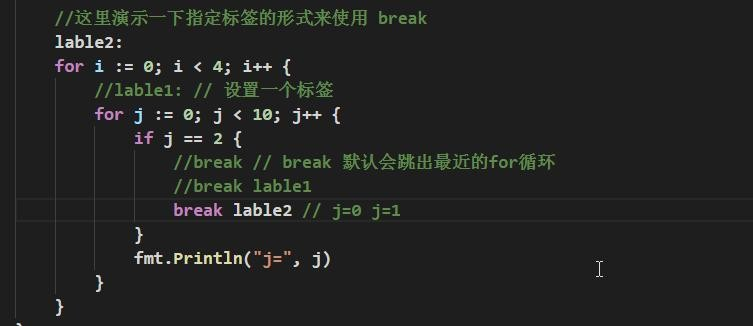 //这里演示一下指定标签的形式来使用 break
lable2:
for i := 0; i < 4; i++ {
//lable1: // 设置一个标签
for j := 0; j < 10; j++ {
if j == 2 {
//break // break 默认会跳出最近的for循环
//break lable1
break lable2 // j=0 j=1
}
fmt.Println("j=", j)
}
}